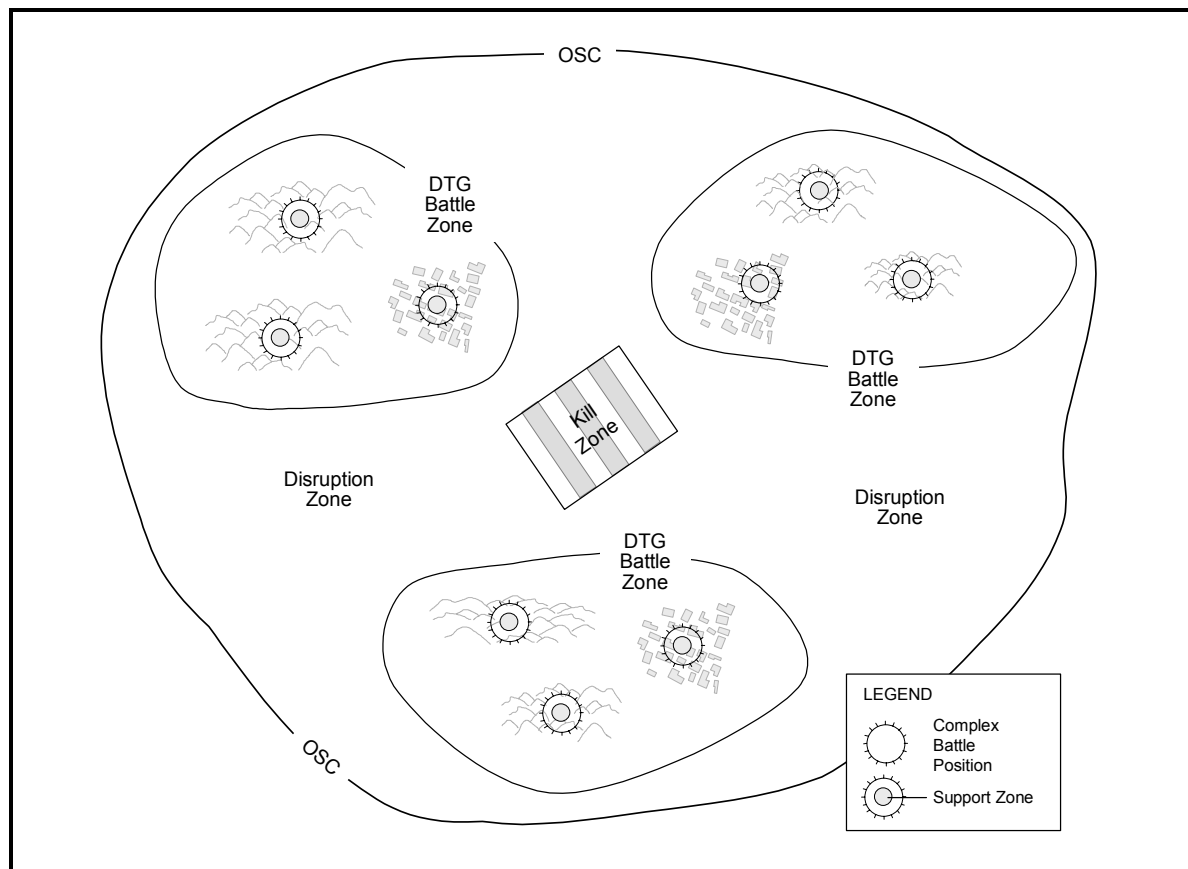 OSC
DTG
Battle
Zone
DTG
Battle
Zone
Kill
Zone
Disruption
Zone
Disruption
Zone
DTG
Battle
Zone
OSC
LEGEND
Complex
Battle
Position
Support Zone